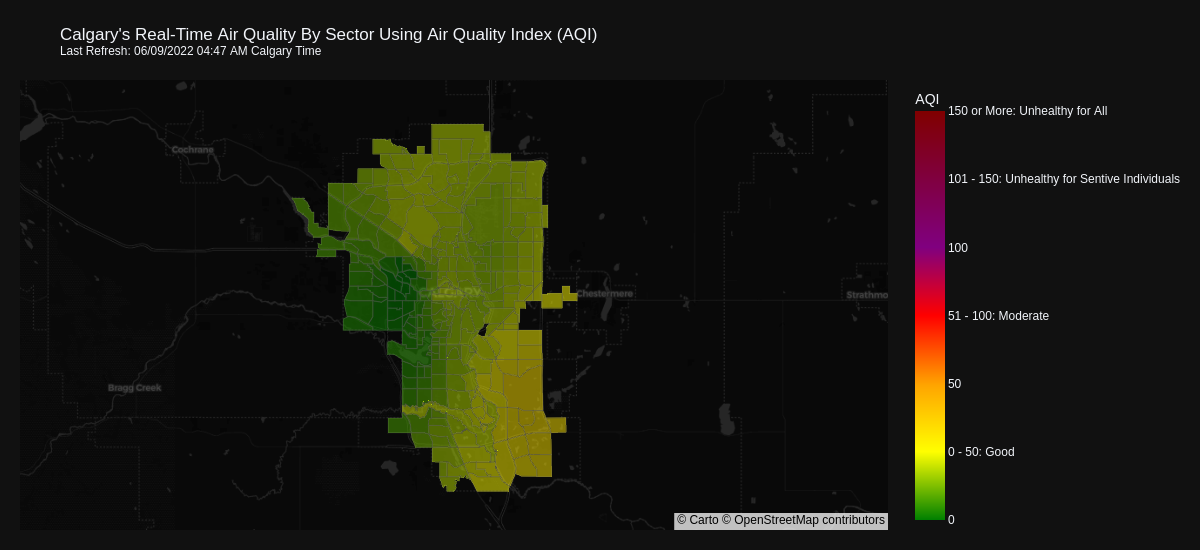 Calgary's Real-Time Air Quality By Sector Using Air Quality Index (AQI)
Last Refresh: 06/09/2022 04:47 AM Calgary Time
AQI
150 or More: Unhealthy for All
101 - 150: Unhealthy for Sentive Individuals
100
51 - 100: Moderate
50
0 - 50: Good
0
Cochrane
CALGARY
Chestermere
Strathmo
Bragg Creek
© Carto © OpenStreetMap contributors